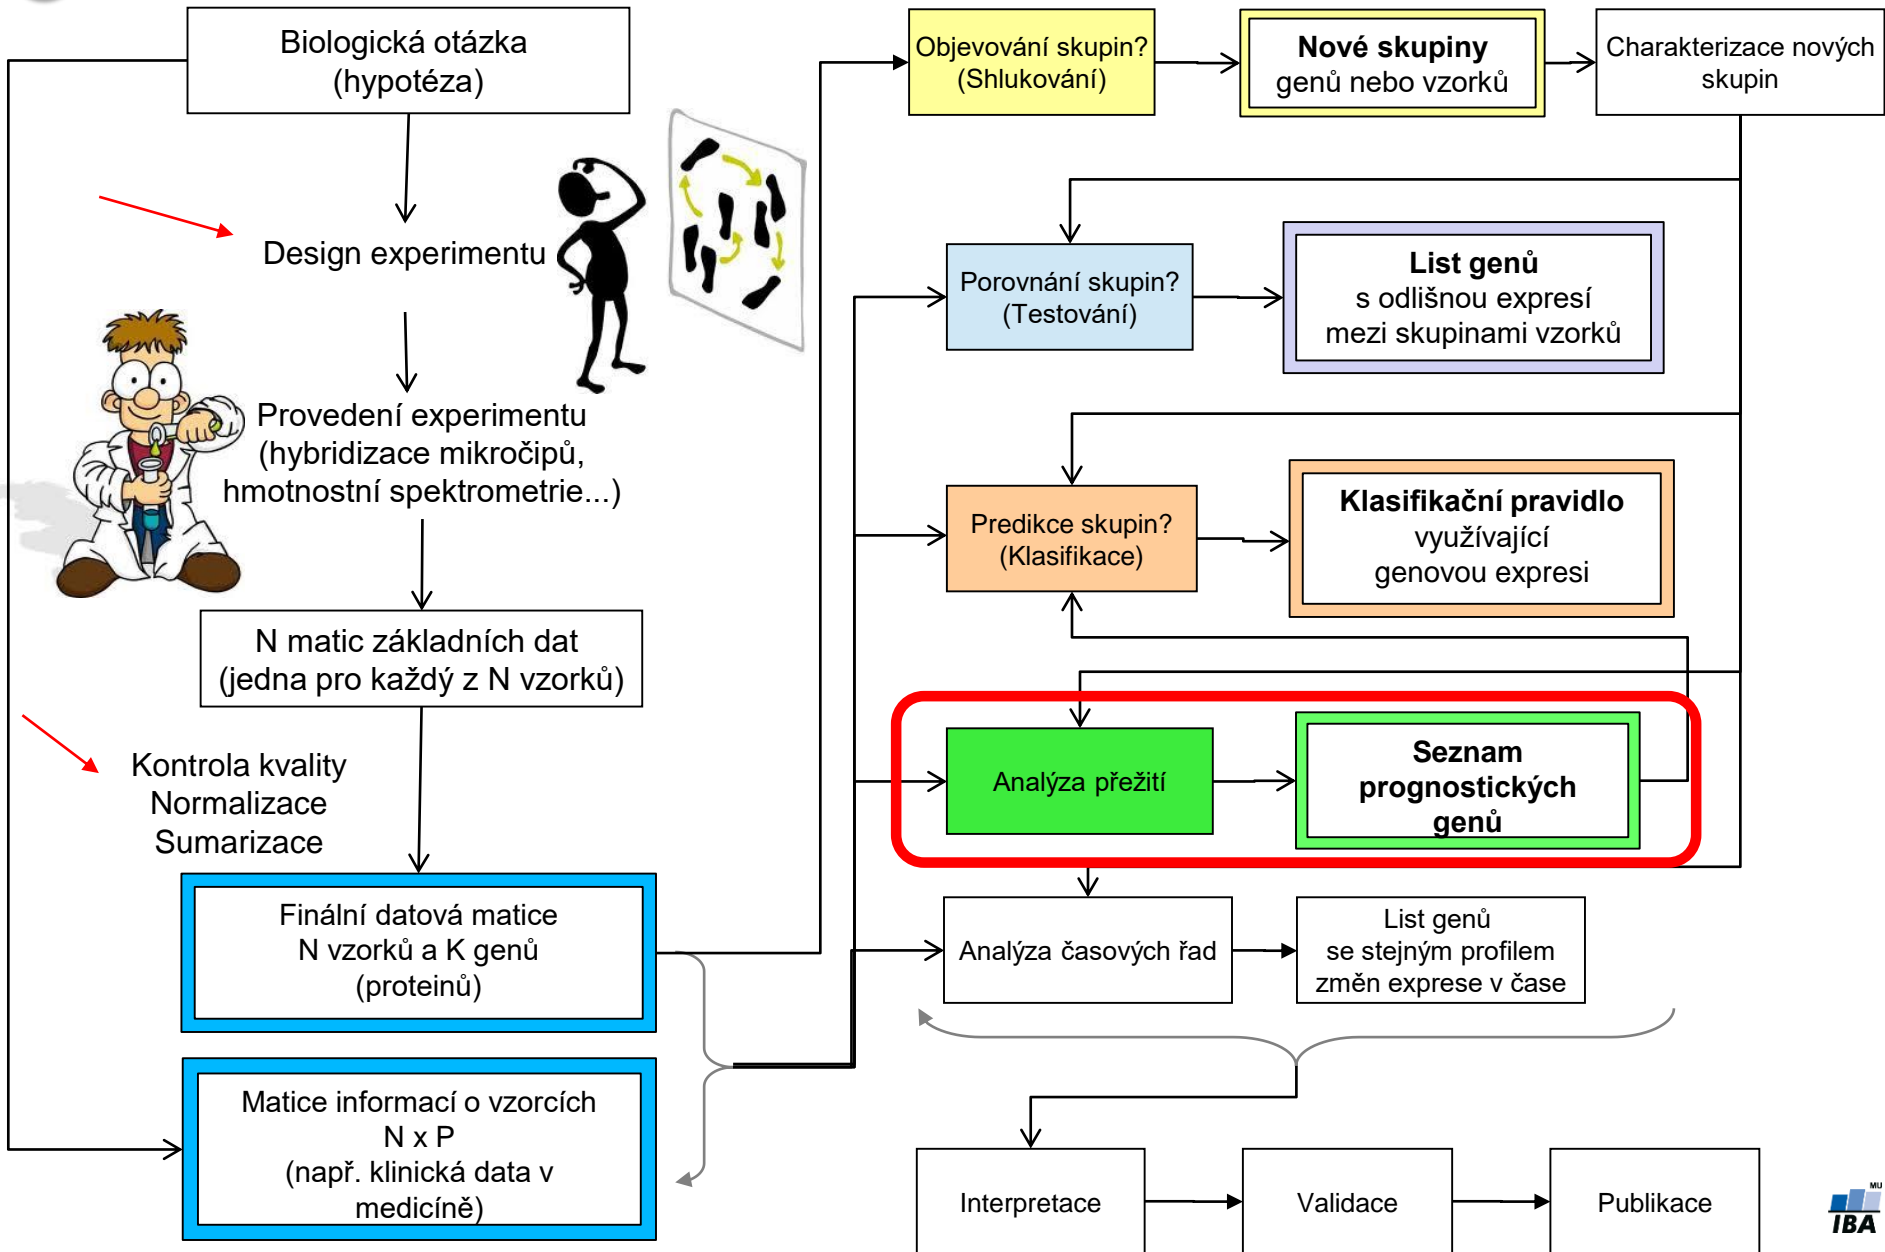 Biologická otázka
(hypotéza)
Design experimentu
Provedení experimentu
(hybridizace mikročipů,
hmotnostní spektrometrie...)
N matic základních dat
(jedna pro každý z N vzorků)
Kontrola kvality
Normalizace
Sumarizace
Finální datová matice
N vzorků a K genů
(proteinů)
Matice informací o vzorcích
N x P
(např. klinická data v
medicíně)
Objevování skupin?
(Shlukování)
Nové skupiny
genů nebo vzorků
Charakterizace nových
skupin
Porovnání skupin?
(Testování)
List genů
s odlišnou expresí
mezi skupinami vzorků
Predikce skupin?
(Klasifikace)
Klasifikační pravidlo
využívající
genovou expresi
Analýza přežití
Seznam
prognostických
genů
Analýza časových řad
List genů
se stejným profilem
změn exprese v čase
Interpretace
Validace
Publikace
MU
IBA